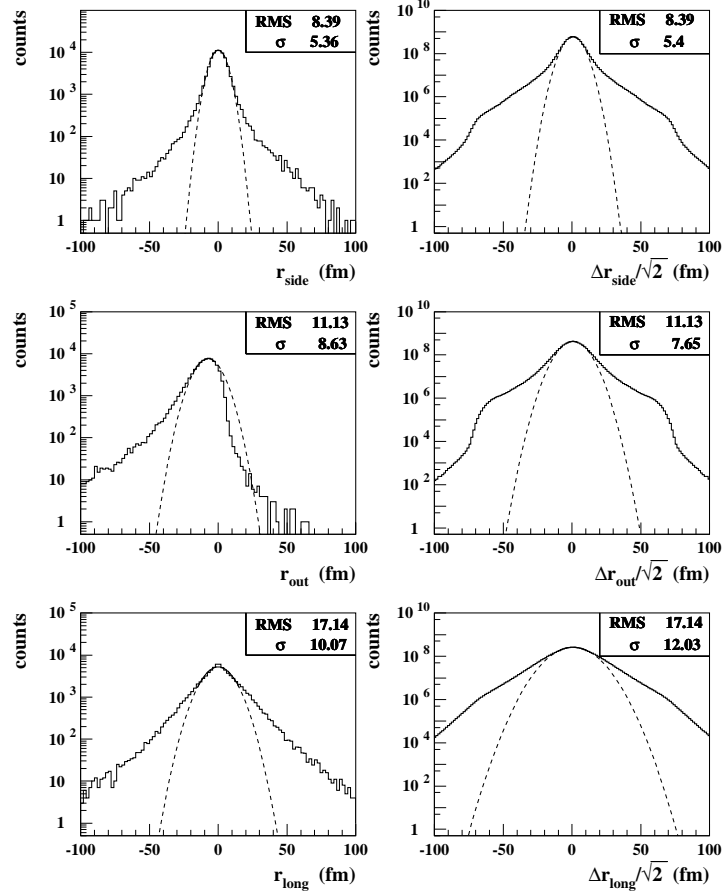 counts
RMS 8.39
σ 5.36
10^4
10^3
10^2
10
1
-100 -50 0 50 100
r_side (fm)
counts
10^10
RMS 8.39
σ 5.4
10^8
10^6
10^4
10^2
1
-100 -50 0 50 100
Δr_side/√2 (fm)
counts
10^5
RMS 11.13
σ 8.63
10^4
10^3
10^2
10
1
-100 -50 0 50 100
r_out (fm)
counts
10^10
RMS 11.13
σ 7.65
10^8
10^6
10^4
10^2
1
-100 -50 0 50 100
Δr_out/√2 (fm)
counts
10^5
RMS 17.14
σ 10.07
10^4
10^3
10^2
10
1
-100 -50 0 50 100
r_long (fm)
counts
10^10
RMS 17.14
σ 12.03
10^8
10^6
10^4
10^2
1
-100 -50 0 50 100
Δr_long/√2 (fm)